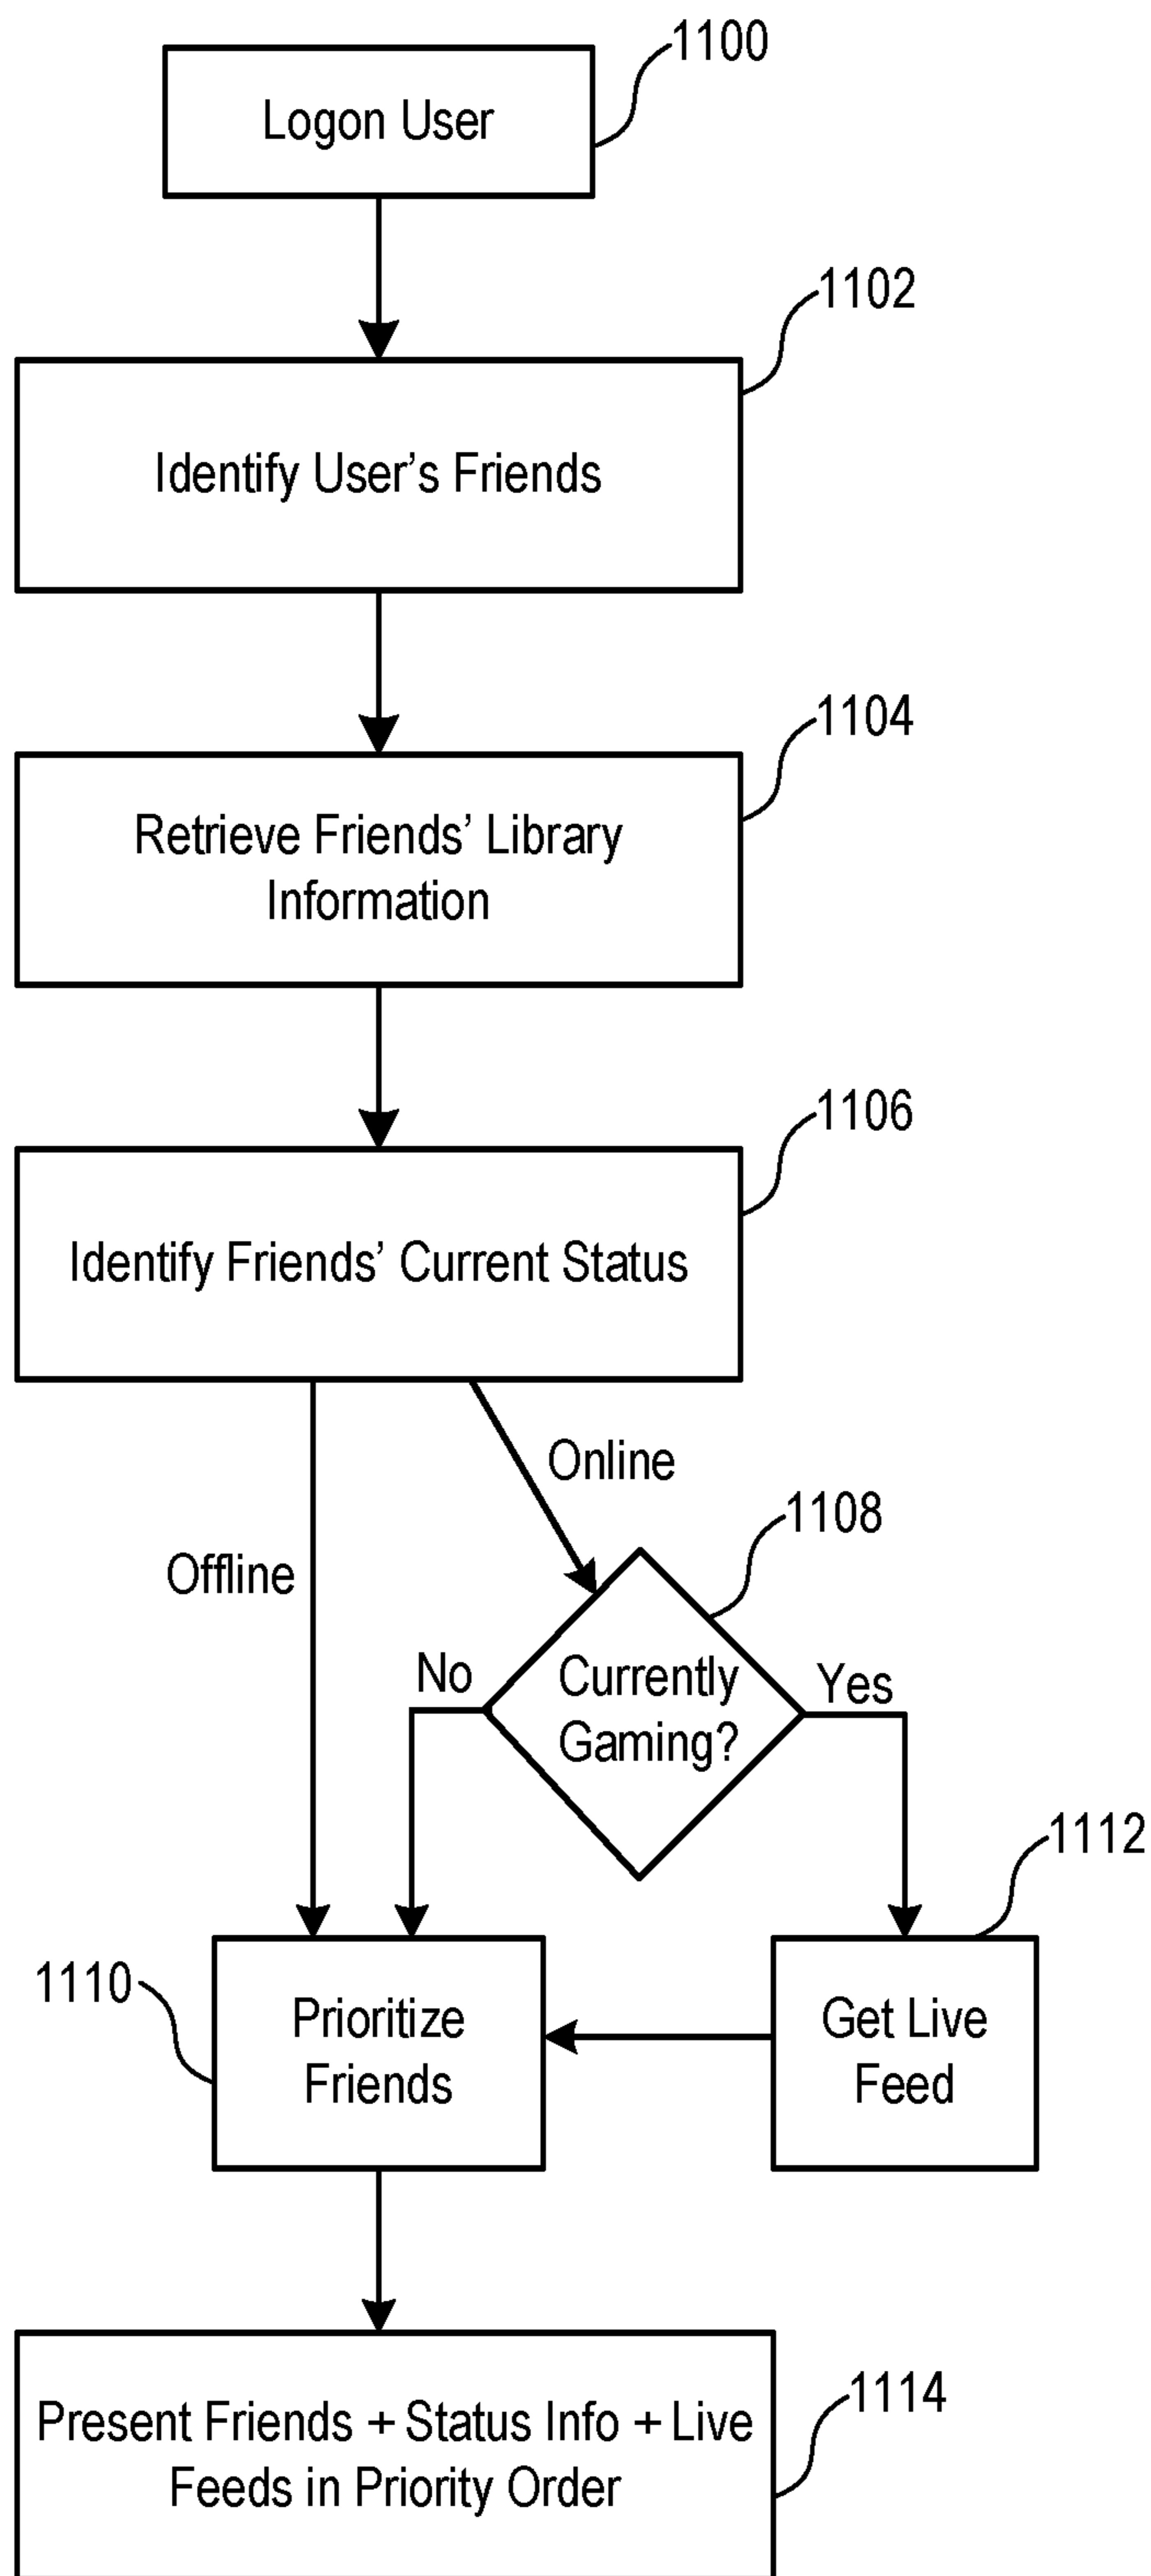 1100
Logon User
1102
Identify User’s Friends
1104
Retrieve Friends’ Library
Information
1106
Identify Friends’ Current Status
Online
1108
Offline
No
Currently
Gaming?
Yes
1112
1110
Prioritize
Friends
Get Live
Feed
1114
Present Friends + Status Info + Live
Feeds in Priority Order